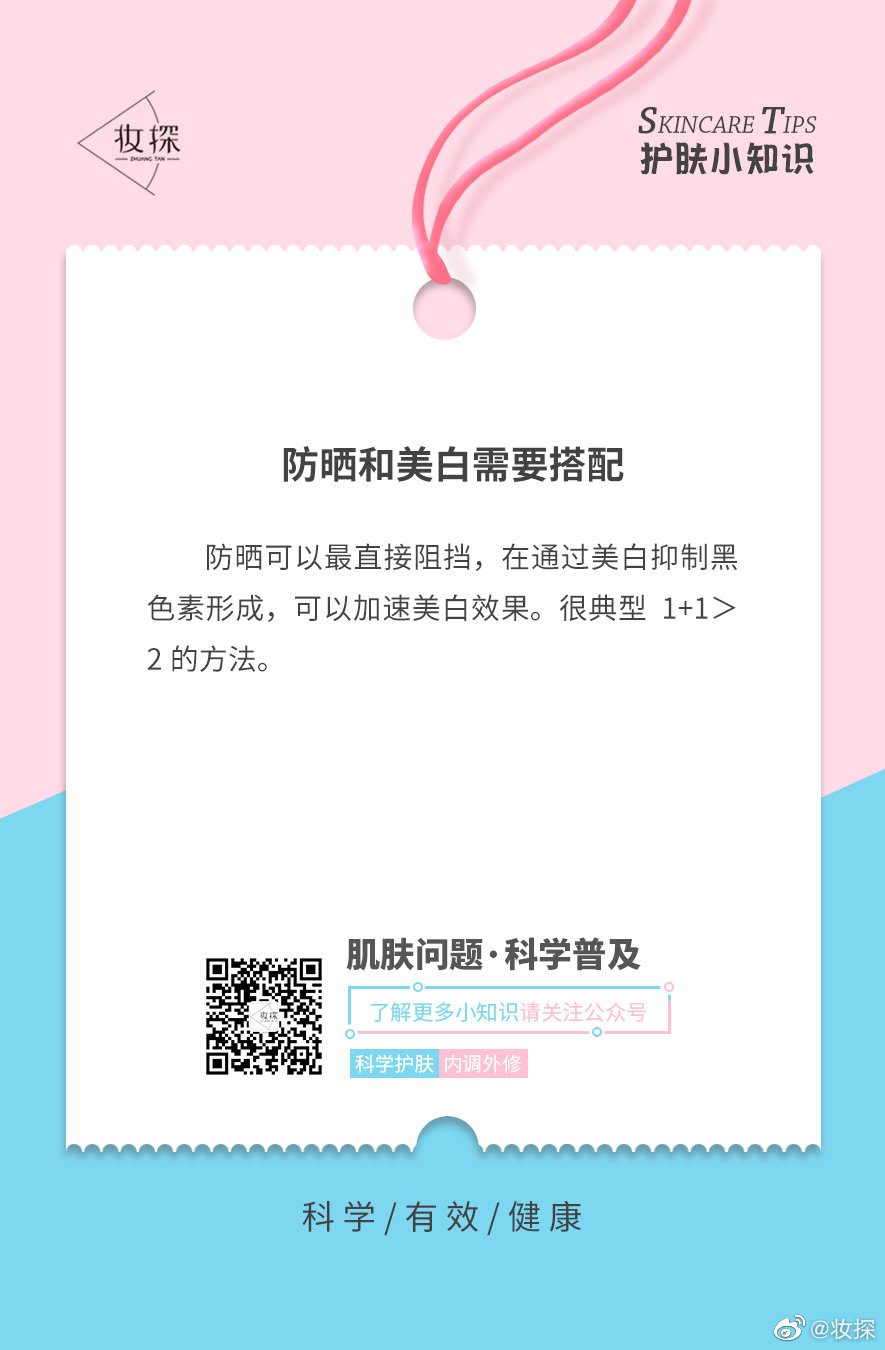 妆探
ZHUANG TAN
SKINCARE TIPS
护肤小知识
防晒和美白需要搭配
防晒可以最直接阻挡，在通过美白抑制黑
色素形成，可以加速美白效果。很典型 1+1＞
2 的方法。
肌肤问题·科学普及
妆探
了解更多小知识请关注公众号
科学护肤 内调外修
科学/有效/健康
@妆探